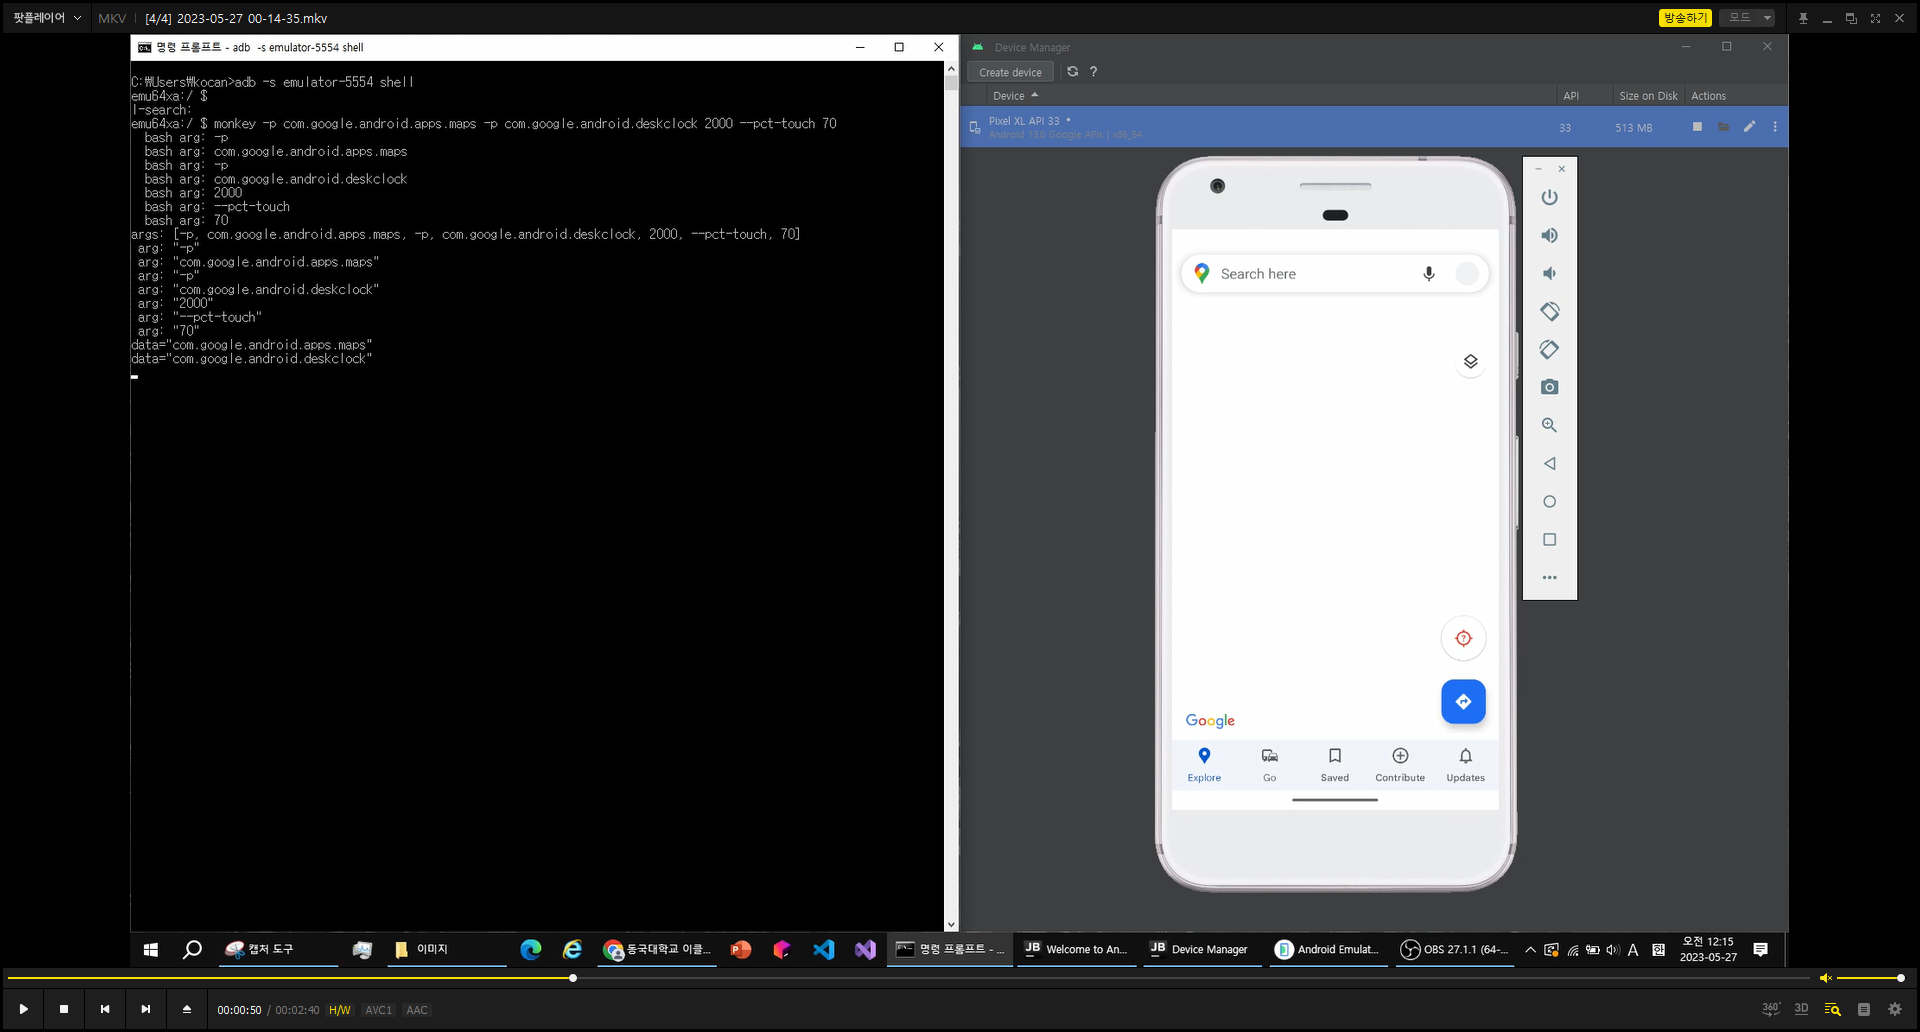 팟플레이어
MKV
[4/4] 2023-05-27 00-14-35.mkv
방송하기
모드
명령 프롬프트 - adb  -s emulator-5554 shell
C:₩Users₩kocan>adb -s emulator-5554 shell
emu64xa:/ $
l-search:
emu64xa:/ $ monkey -p com.google.android.apps.maps -p com.google.android.deskclock 2000 --pct-touch 70
bash arg: -p
bash arg: com.google.android.apps.maps
bash arg: -p
bash arg: com.google.android.deskclock
bash arg: 2000
bash arg: --pct-touch
bash arg: 70
args: [-p, com.google.android.apps.maps, -p, com.google.android.deskclock, 2000, --pct-touch, 70]
arg: "-p"
arg: "com.google.android.apps.maps"
arg: "-p"
arg: "com.google.android.deskclock"
arg: "2000"
arg: "--pct-touch"
arg: "70"
data="com.google.android.apps.maps"
data="com.google.android.deskclock"
Device Manager
Create device
?
Device
API
Size on Disk
Actions
Pixel XL API 33
Android 13.0 Google APIs | x86_64
33
513 MB
Search here
Google
Explore
Go
Saved
Contribute
Updates
캡처 도구
이미지
동국대학교 이클...
명령 프롬프트 - ...
Welcome to An...
Device Manager
Android Emulat...
OBS 27.1.1 (64-...
A
오전 12:15
2023-05-27
00:00:50 / 00:02:40
H/W
AVC1
AAC
360°
3D